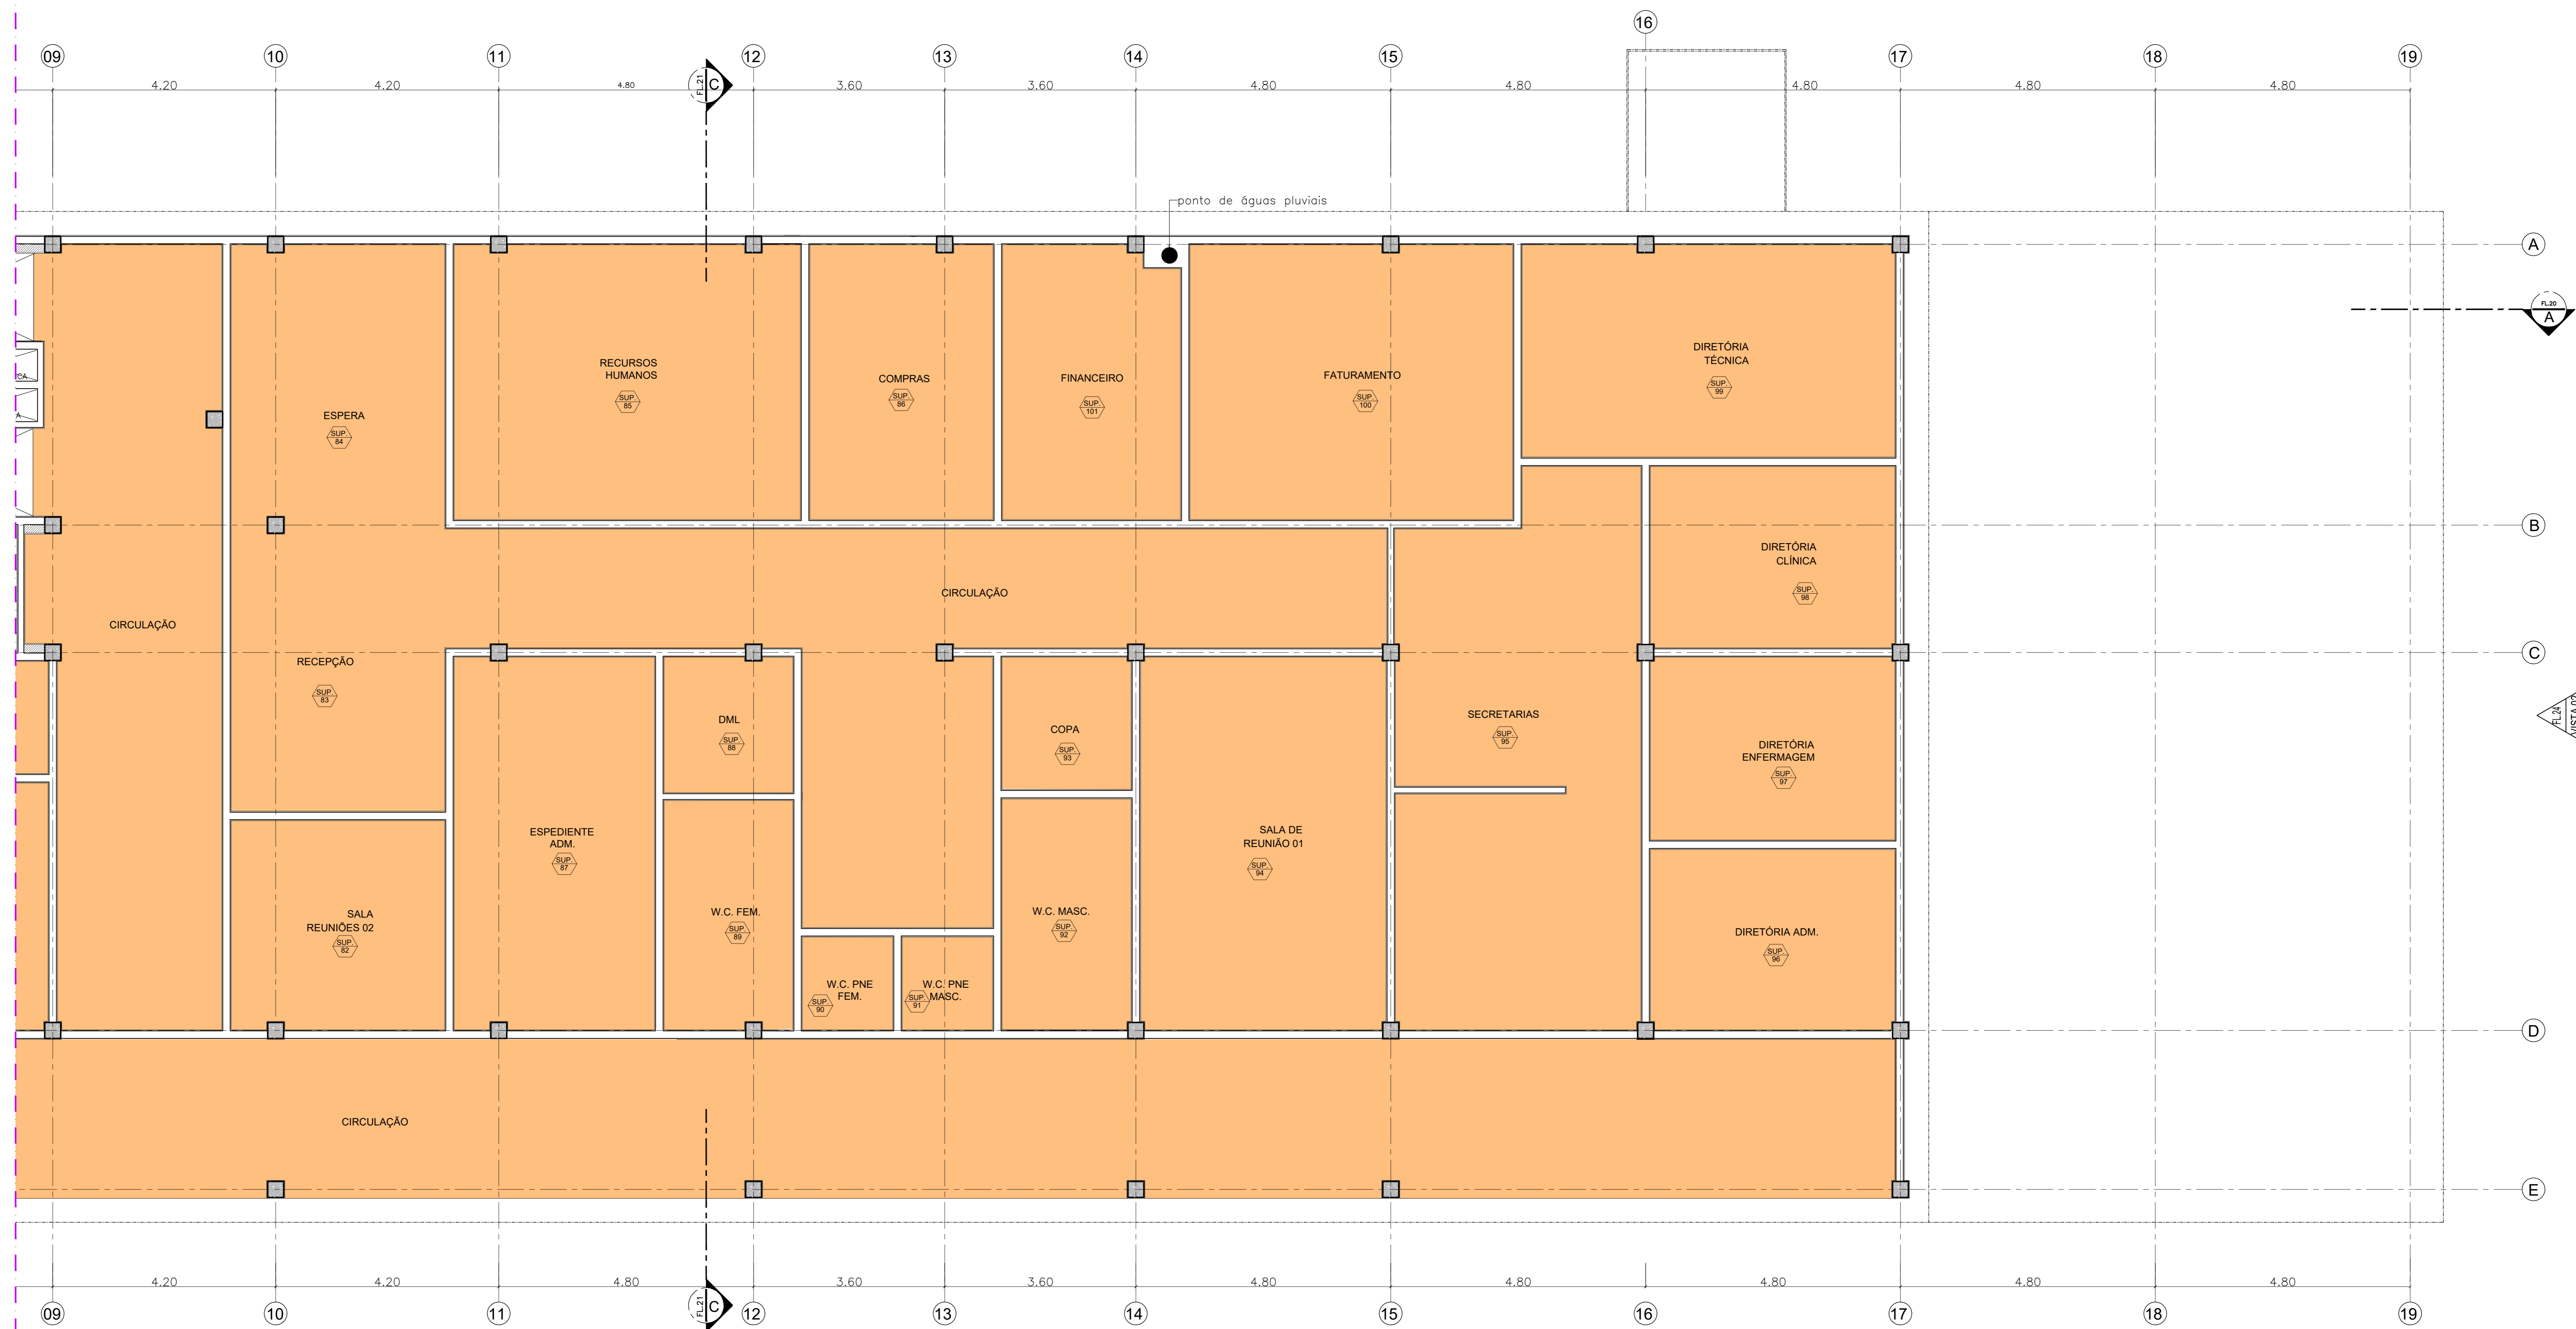 16
09
10
11
12
13
14
15
17
18
19
4.20
4.20
4.80
FL.21
C
3.60
3.60
4.80
4.80
4.80
4.80
4.80
ponto de águas pluviais
A
FL.20
A
RECURSOS
HUMANOS
SUP.
85
COMPRAS
SUP.
86
FINANCEIRO
SUP.
101
FATURAMENTO
SUP.
100
DIRETÓRIA
TÉCNICA
SUP.
99
CA
A
ESPERA
SUP.
84
B
DIRETÓRIA
CLÍNICA
SUP.
98
CIRCULAÇÃO
CIRCULAÇÃO
C
RECEPÇÃO
SUP.
83
DML
SUP.
88
COPA
SUP.
93
SECRETARIAS
SUP.
95
DIRETÓRIA
ENFERMAGEM
SUP.
97
FL.24
VISTA 02
ESPEDIENTE
ADM.
SUP.
87
SALA DE
REUNIÃO 01
SUP.
94
SALA
REUNIÕES 02
SUP.
82
W.C. FEM.
SUP.
89
W.C. MASC.
SUP.
92
DIRETÓRIA ADM.
SUP.
96
W.C. PNE
FEM.
SUP.
90
W.C. PNE
MASC.
SUP.
91
D
CIRCULAÇÃO
E
4.20
4.20
4.80
3.60
3.60
4.80
4.80
4.80
4.80
4.80
FL.21
C
09
10
11
12
13
14
15
16
17
18
19